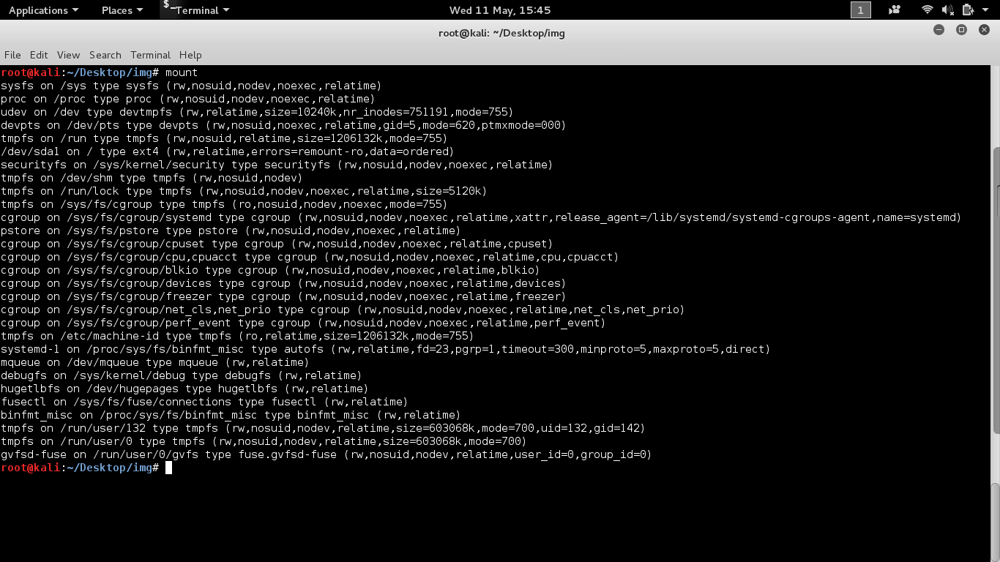 Applications Places $_ Terminal Wed 11 May, 15:45 1
root@kali: ~/Desktop/img
File Edit View Search Terminal Help
root@kali:~/Desktop/img# mount
sysfs on /sys type sysfs (rw,nosuid,nodev,noexec,relatime)
proc on /proc type proc (rw,nosuid,nodev,noexec,relatime)
udev on /dev type devtmpfs (rw,relatime,size=10240k,nr_inodes=751191,mode=755)
devpts on /dev/pts type devpts (rw,nosuid,noexec,relatime,gid=5,mode=620,ptmxmode=000)
tmpfs on /run type tmpfs (rw,nosuid,relatime,size=1206132k,mode=755)
/dev/sda1 on / type ext4 (rw,relatime,errors=remount-ro,data=ordered)
securityfs on /sys/kernel/security type securityfs (rw,nosuid,nodev,noexec,relatime)
tmpfs on /dev/shm type tmpfs (rw,nosuid,nodev)
tmpfs on /run/lock type tmpfs (rw,nosuid,nodev,noexec,relatime,size=5120k)
tmpfs on /sys/fs/cgroup type tmpfs (ro,nosuid,nodev,noexec,mode=755)
cgroup on /sys/fs/cgroup/systemd type cgroup (rw,nosuid,nodev,noexec,relatime,xattr,release_agent=/lib/systemd/systemd-cgroups-agent,name=systemd)
pstore on /sys/fs/pstore type pstore (rw,nosuid,nodev,noexec,relatime)
cgroup on /sys/fs/cgroup/cpuset type cgroup (rw,nosuid,nodev,noexec,relatime,cpuset)
cgroup on /sys/fs/cgroup/cpu,cpuacct type cgroup (rw,nosuid,nodev,noexec,relatime,cpu,cpuacct)
cgroup on /sys/fs/cgroup/blkio type cgroup (rw,nosuid,nodev,noexec,relatime,blkio)
cgroup on /sys/fs/cgroup/devices type cgroup (rw,nosuid,nodev,noexec,relatime,devices)
cgroup on /sys/fs/cgroup/freezer type cgroup (rw,nosuid,nodev,noexec,relatime,freezer)
cgroup on /sys/fs/cgroup/net_cls,net_prio type cgroup (rw,nosuid,nodev,noexec,relatime,net_cls,net_prio)
cgroup on /sys/fs/cgroup/perf_event type cgroup (rw,nosuid,nodev,noexec,relatime,perf_event)
tmpfs on /etc/machine-id type tmpfs (ro,relatime,size=1206132k,mode=755)
systemd-1 on /proc/sys/fs/binfmt_misc type autofs (rw,relatime,fd=23,pgrp=1,timeout=300,minproto=5,maxproto=5,direct)
mqueue on /dev/mqueue type mqueue (rw,relatime)
debugfs on /sys/kernel/debug type debugfs (rw,relatime)
hugetlbfs on /dev/hugepages type hugetlbfs (rw,relatime)
fusectl on /sys/fs/fuse/connections type fusectl (rw,relatime)
binfmt_misc on /proc/sys/fs/binfmt_misc type binfmt_misc (rw,relatime)
tmpfs on /run/user/132 type tmpfs (rw,nosuid,nodev,relatime,size=603068k,mode=700,uid=132,gid=142)
tmpfs on /run/user/0 type tmpfs (rw,nosuid,nodev,relatime,size=603068k,mode=700)
gvfsd-fuse on /run/user/0/gvfs type fuse.gvfsd-fuse (rw,nosuid,nodev,relatime,user_id=0,group_id=0)
root@kali:~/Desktop/img#